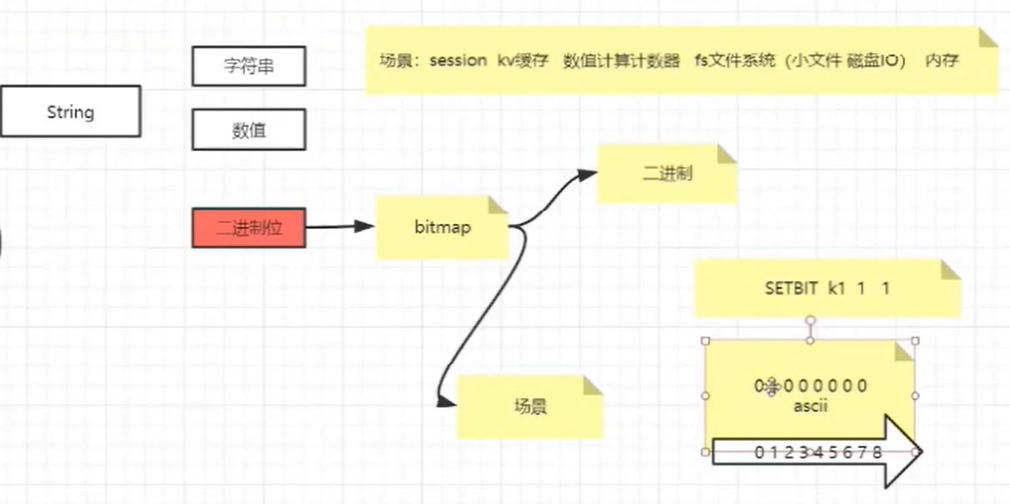 字符串
场景：session kv缓存 数值计算计数器 fs文件系统（小文件 磁盘IO） 内存
String
数值
二进制
二进制位
bitmap
SETBIT k1 1 1
场景
0 0 0 0 0 0 0
ascii
0 1 2 3 4 5 6 7 8